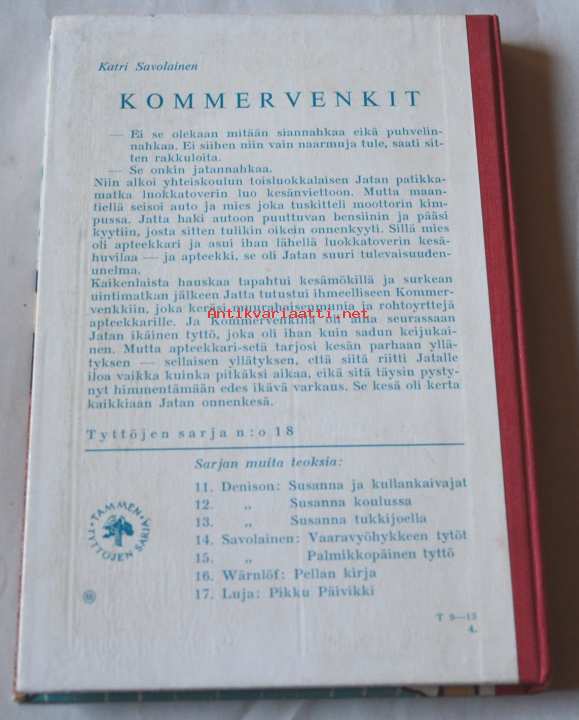 Katri Savolainen
KOMMERVENKIT
— Ei se olekaan mitään siannahkaa eikä puhvelin-
nahkaa. Ei siihen niin vain naarmuja tule, saati sit-
ten rakkuloita.
— Se onkin jatannahkaa.
Niin alkoi yhteiskoulun toisluokkalaisen Jatan patikka-
matka luokkatoverin luo kesänviettoon. Mutta maan-
tiellä seisoi auto ja mies joka tuskitteli moottorin kim-
pussa. Jatta haki autoon puuttuvan bensiinin ja pääsi
kyytiin, josta sitten tulikin oikein onnenkyyti. Sillä mies
oli apteekkari ja asui ihan lähellä luokkatoverin kesä-
huvilaa — ja apteekki, se oli Jatan suuri tulevaisuuden-
unelma.
Kaikenlaista hauskaa tapahtui kesämökillä ja surkean
uintimatkan jälkeen Jatta tutustui ihmeelliseen Kommer-
venkkiin, joka keräsi muurahaisenmunia ja rohtoyrttejä
Antikvariaatti.net
apteekkarille. Ja Kommervenkillä oli aina seurassaan
Jatan ikäinen tyttö, joka oli ihan kuin sadun keijukai-
nen. Mutta apteekkari-setä tarjosi kesän parhaan yllä-
tyksen — sellaisen yllätyksen, että siitä riitti Jatalle
iloa vaikka kuinka pitkäksi aikaa, eikä sitä täysin pysty-
nyt himmentämään edes ikävä varkaus. Se kesä oli kerta
kaikkiaan Jatan onnenkesä.
Tyttöjen sarja n:o 18
Sarjan muita teoksia:
11. Denison: Susanna ja kullankaivajat
12. „ Susanna koulussa
13. „ Susanna tukkijoella
14. Savolainen: Vaaravyöhykkeen tytöt
15. „ Palmikkopäinen tyttö
16. Wärnlöf: Pellan kirja
17. Luja: Pikku Päivikki
TAMMEN
TYTTÖJEN SARJA
T 9—13
4.